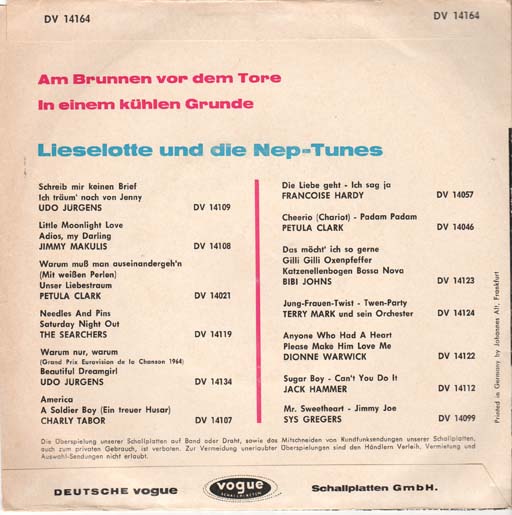 DV 14164
DV 14164
Am Brunnen vor dem Tore
In einem kühlen Grunde
Lieselotte und die Nep-Tunes
Schreib mir keinen Brief
Ich träum' noch von Jenny
UDO JURGENS DV 14109
Little Moonlight Love
Adios, my Darling
JIMMY MAKULIS DV 14108
Warum muß man auseinandergeh'n
(Mit weißen Perlen)
Unser Liebestraum
PETULA CLARK DV 14021
Needles And Pins
Saturday Night Out
THE SEARCHERS DV 14119
Warum nur, warum
(Grand Prix Eurovision de la Chanson 1964)
Beautiful Dreamgirl
UDO JURGENS DV 14134
America
A Soldier Boy (Ein treuer Husar)
CHARLY TABOR DV 14107
Die Liebe geht - Ich sag ja
FRANCOISE HARDY DV 14057
Cheerio (Chariot) - Padam Padam
PETULA CLARK DV 14046
Das möcht' ich so gerne
Gilli Gilli Oxenpfeffer
Katzenellenbogen Bossa Nova
BIBI JOHNS DV 14123
Jung-Frauen-Twist - Twen-Party
TERRY MARK und sein Orchester DV 14124
Anyone Who Had A Heart
Please Make Him Love Me
DIONNE WARWICK DV 14122
Sugar Boy - Can't You Do It
JACK HAMMER DV 14112
Mr. Sweetheart - Jimmy Joe
SYS GREGERS DV 14099
Printed in Germany by Johannes Alt, Frankfurt
Die Überspielung unserer Schallplatten auf Band oder Draht, sowie das Mitschneiden von Rundfunksendungen unserer Schallplatten,
auch zum privaten Gebrauch, ist verboten. Zur Vermeidung unerlaubter Überspielungen sind den Händlern Verleih, Vermietung und
Auswahl-Sendungen nicht erlaubt.
DEUTSCHE vogue vogue Schallplatten GmbH.
SCHALLPLATTEN